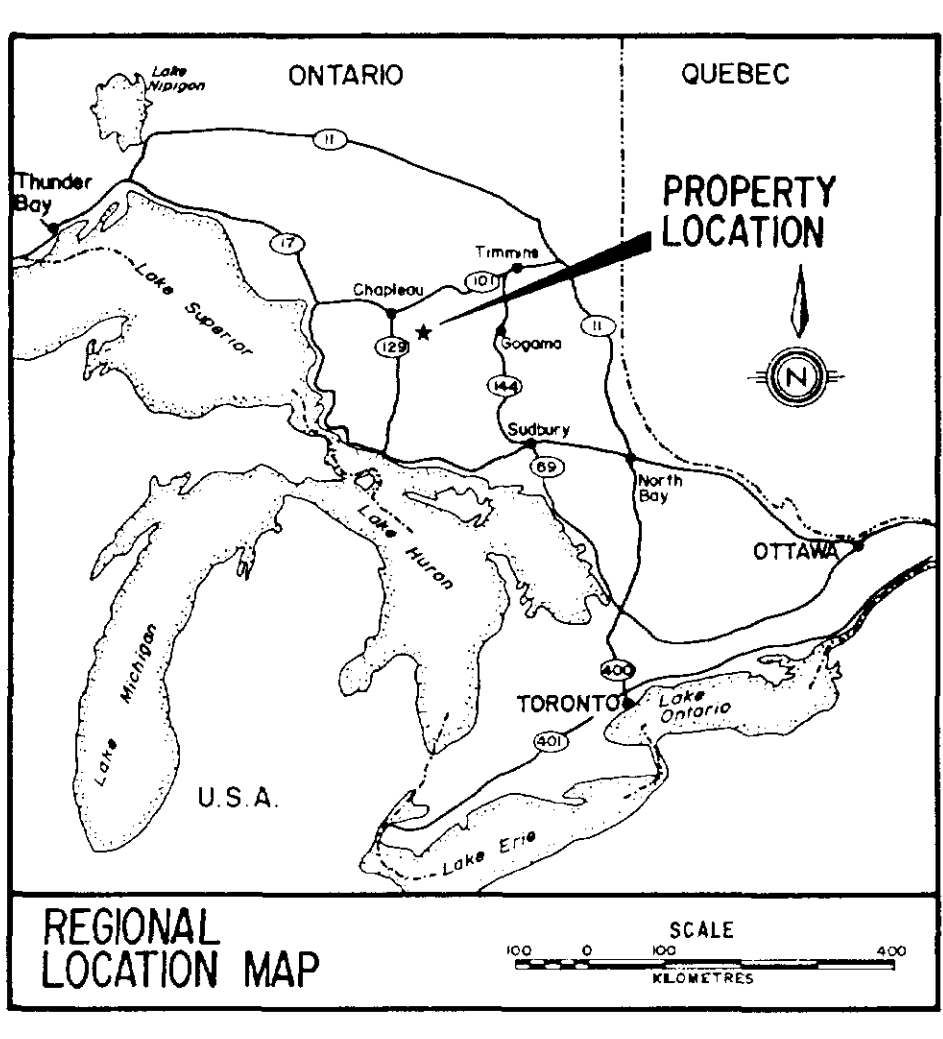 Lake
Nipigon
ONTARIO
QUEBEC
11
Thunder
Bay
PROPERTY
LOCATION
17
Timmins
101
Chapleau
Lake Superior
129
Gogama
11
N
144
Sudbury
69
North
Bay
Lake Huron
OTTAWA
Lake Michigan
400
TORONTO
Lake
Ontario
401
U.S.A.
Lake Erie
REGIONAL
LOCATION MAP
SCALE
100 0 100 400
KILOMETRES